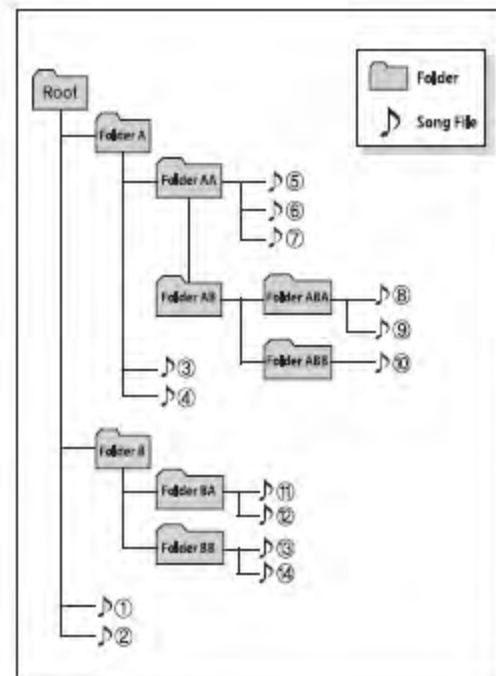 Folder
Song File
Root
Folder A
Folder AA
⑤
⑥
⑦
Folder AB
Folder ABA
⑧
⑨
Folder ABB
⑩
③
④
Folder B
Folder BA
⑪
⑫
Folder BB
⑬
⑭
①
②